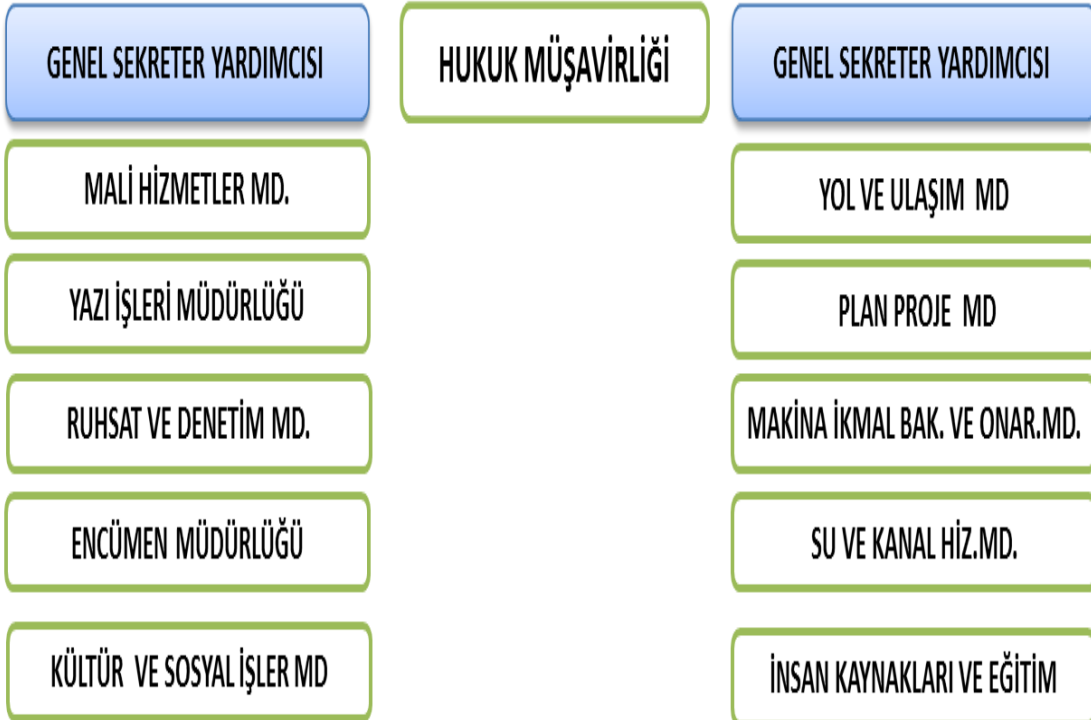 GENEL SEKRETER YARDIMCISI
HUKUK MÜŞAVİRLİĞİ
GENEL SEKRETER YARDIMCISI
MALİ HİZMETLER MD.
YOL VE ULAŞIM MD
YAZI İŞLERİ MÜDÜRLÜĞÜ
PLAN PROJE MD
RUHSAT VE DENETİM MD.
MAKİNA İKMAL BAK. VE ONAR.MD.
ENCÜMEN MÜDÜRLÜĞÜ
SU VE KANAL HİZ.MD.
KÜLTÜR VE SOSYAL İŞLER MD
İNSAN KAYNAKLARI VE EĞİTİM